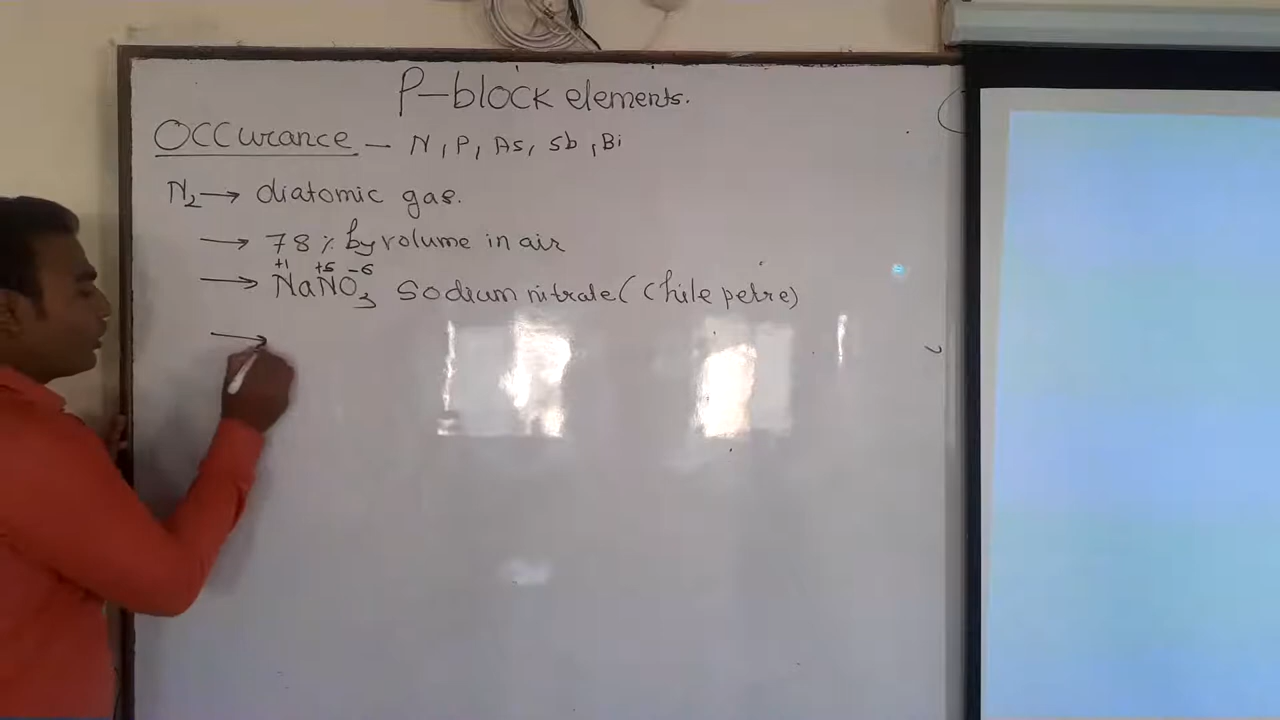 P-block elements.
Occurance - N, P, As, Sb, Bi
N₂ → diatomic gas.
→ 78 % by volume in air
+1 +5 -6
→ NaNO₃ Sodium nitrate (Chile petre)
→